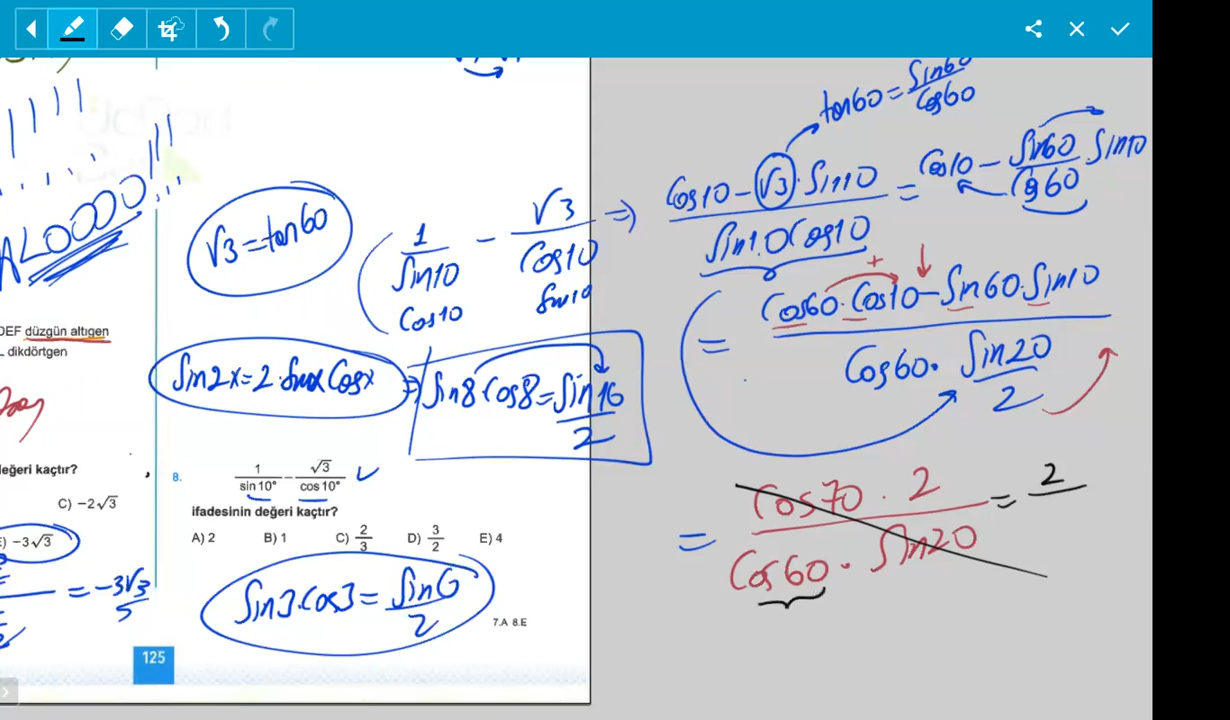 ALOOOO!!!...
DEF düzgün altıgen
dikdörtgen
değeri kaçtır?
C) -2√3
) -3√3
= -3√3/5
√3 = tan60
1/Sin10 - √3/Cos10 ⇒
Cos10 Sin10
Sin2x = 2·Sinx Cosx ⇒ Sin8·Cos8 = Sin16/2
8. 1/sin 10° - √3/cos 10°
ifadesinin değeri kaçtır?
A) 2 B) 1 C) 2/3 D) 3/2 E) 4
Sin3·Cos3 = Sin6/2
7.A 8.E
125
tan60 = Sin60/Cos60
Cos10 - √3·Sin10/Sin10Cos10 = Cos10 - Sin60/Cos60·Sin10
= Cos60·Cos10 - Sin60·Sin10/Cos60·Sin20/2
+
= Cos70·2/Cos60·Sin20 = 2